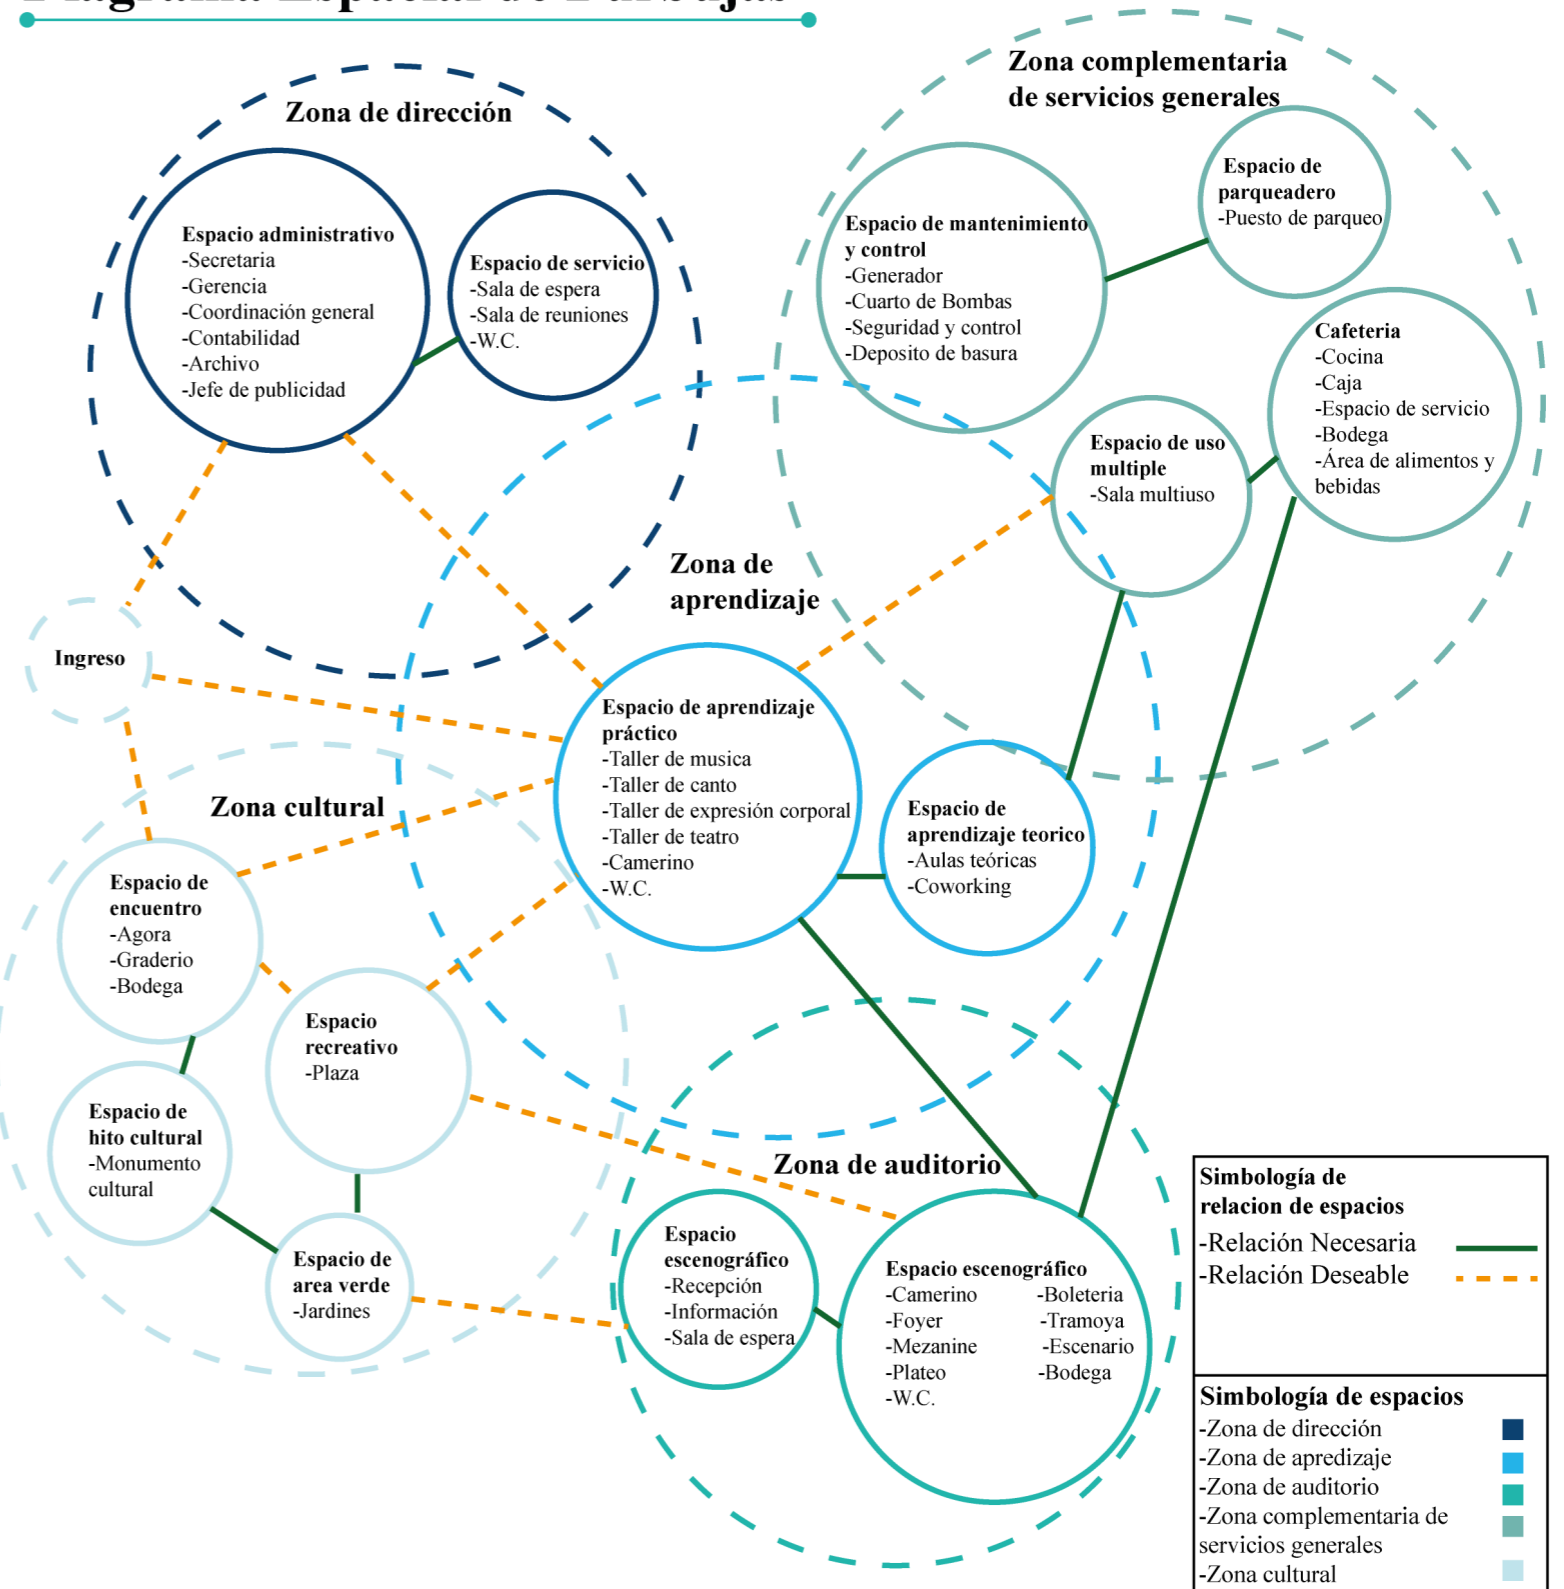 Diagrama Espacial de Burbujas
Zona de dirección
Espacio administrativo
-Secretaria
-Gerencia
-Coordinación general
-Contabilidad
-Archivo
-Jefe de publicidad
Espacio de servicio
-Sala de espera
-Sala de reuniones
-W.C.
Zona complementaria
de servicios generales
Espacio de mantenimiento
y control
-Generador
-Cuarto de Bombas
-Seguridad y control
-Deposito de basura
Espacio de
parqueadero
-Puesto de parqueo
Cafeteria
-Cocina
-Caja
-Espacio de servicio
-Bodega
-Área de alimentos y
bebidas
Espacio de uso
multiple
-Sala multiuso
Zona de
aprendizaje
Ingreso
Espacio de aprendizaje
práctico
-Taller de musica
-Taller de canto
-Taller de expresión corporal
-Taller de teatro
-Camerino
-W.C.
Espacio de
aprendizaje teorico
-Aulas teóricas
-Coworking
Zona cultural
Espacio de
encuentro
-Agora
-Graderio
-Bodega
Espacio
recreativo
-Plaza
Espacio de
hito cultural
-Monumento
cultural
Espacio de
area verde
-Jardines
Zona de auditorio
Espacio
escenográfico
-Recepción
-Información
-Sala de espera
Espacio escenográfico
-Camerino -Boleteria
-Foyer -Tramoya
-Mezanine -Escenario
-Plateo -Bodega
-W.C.
Simbología de
relacion de espacios
-Relación Necesaria
-Relación Deseable
Simbología de espacios
-Zona de dirección
-Zona de apredizaje
-Zona de auditorio
-Zona complementaria de
servicios generales
-Zona cultural